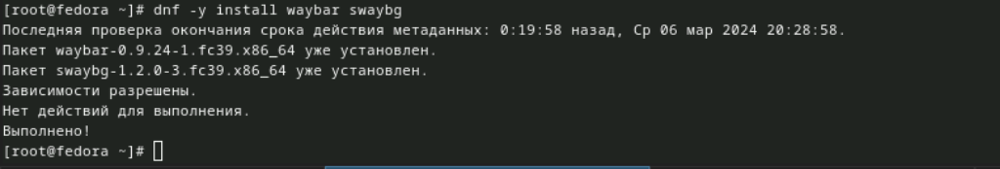 [root@fedora ~]# dnf -y install waybar swaybg
Последняя проверка окончания срока действия метаданных: 0:19:58 назад, Ср 06 мар 2024 20:28:58.
Пакет waybar-0.9.24-1.fc39.x86_64 уже установлен.
Пакет swaybg-1.2.0-3.fc39.x86_64 уже установлен.
Зависимости разрешены.
Нет действий для выполнения.
Выполнено!
[root@fedora ~]#